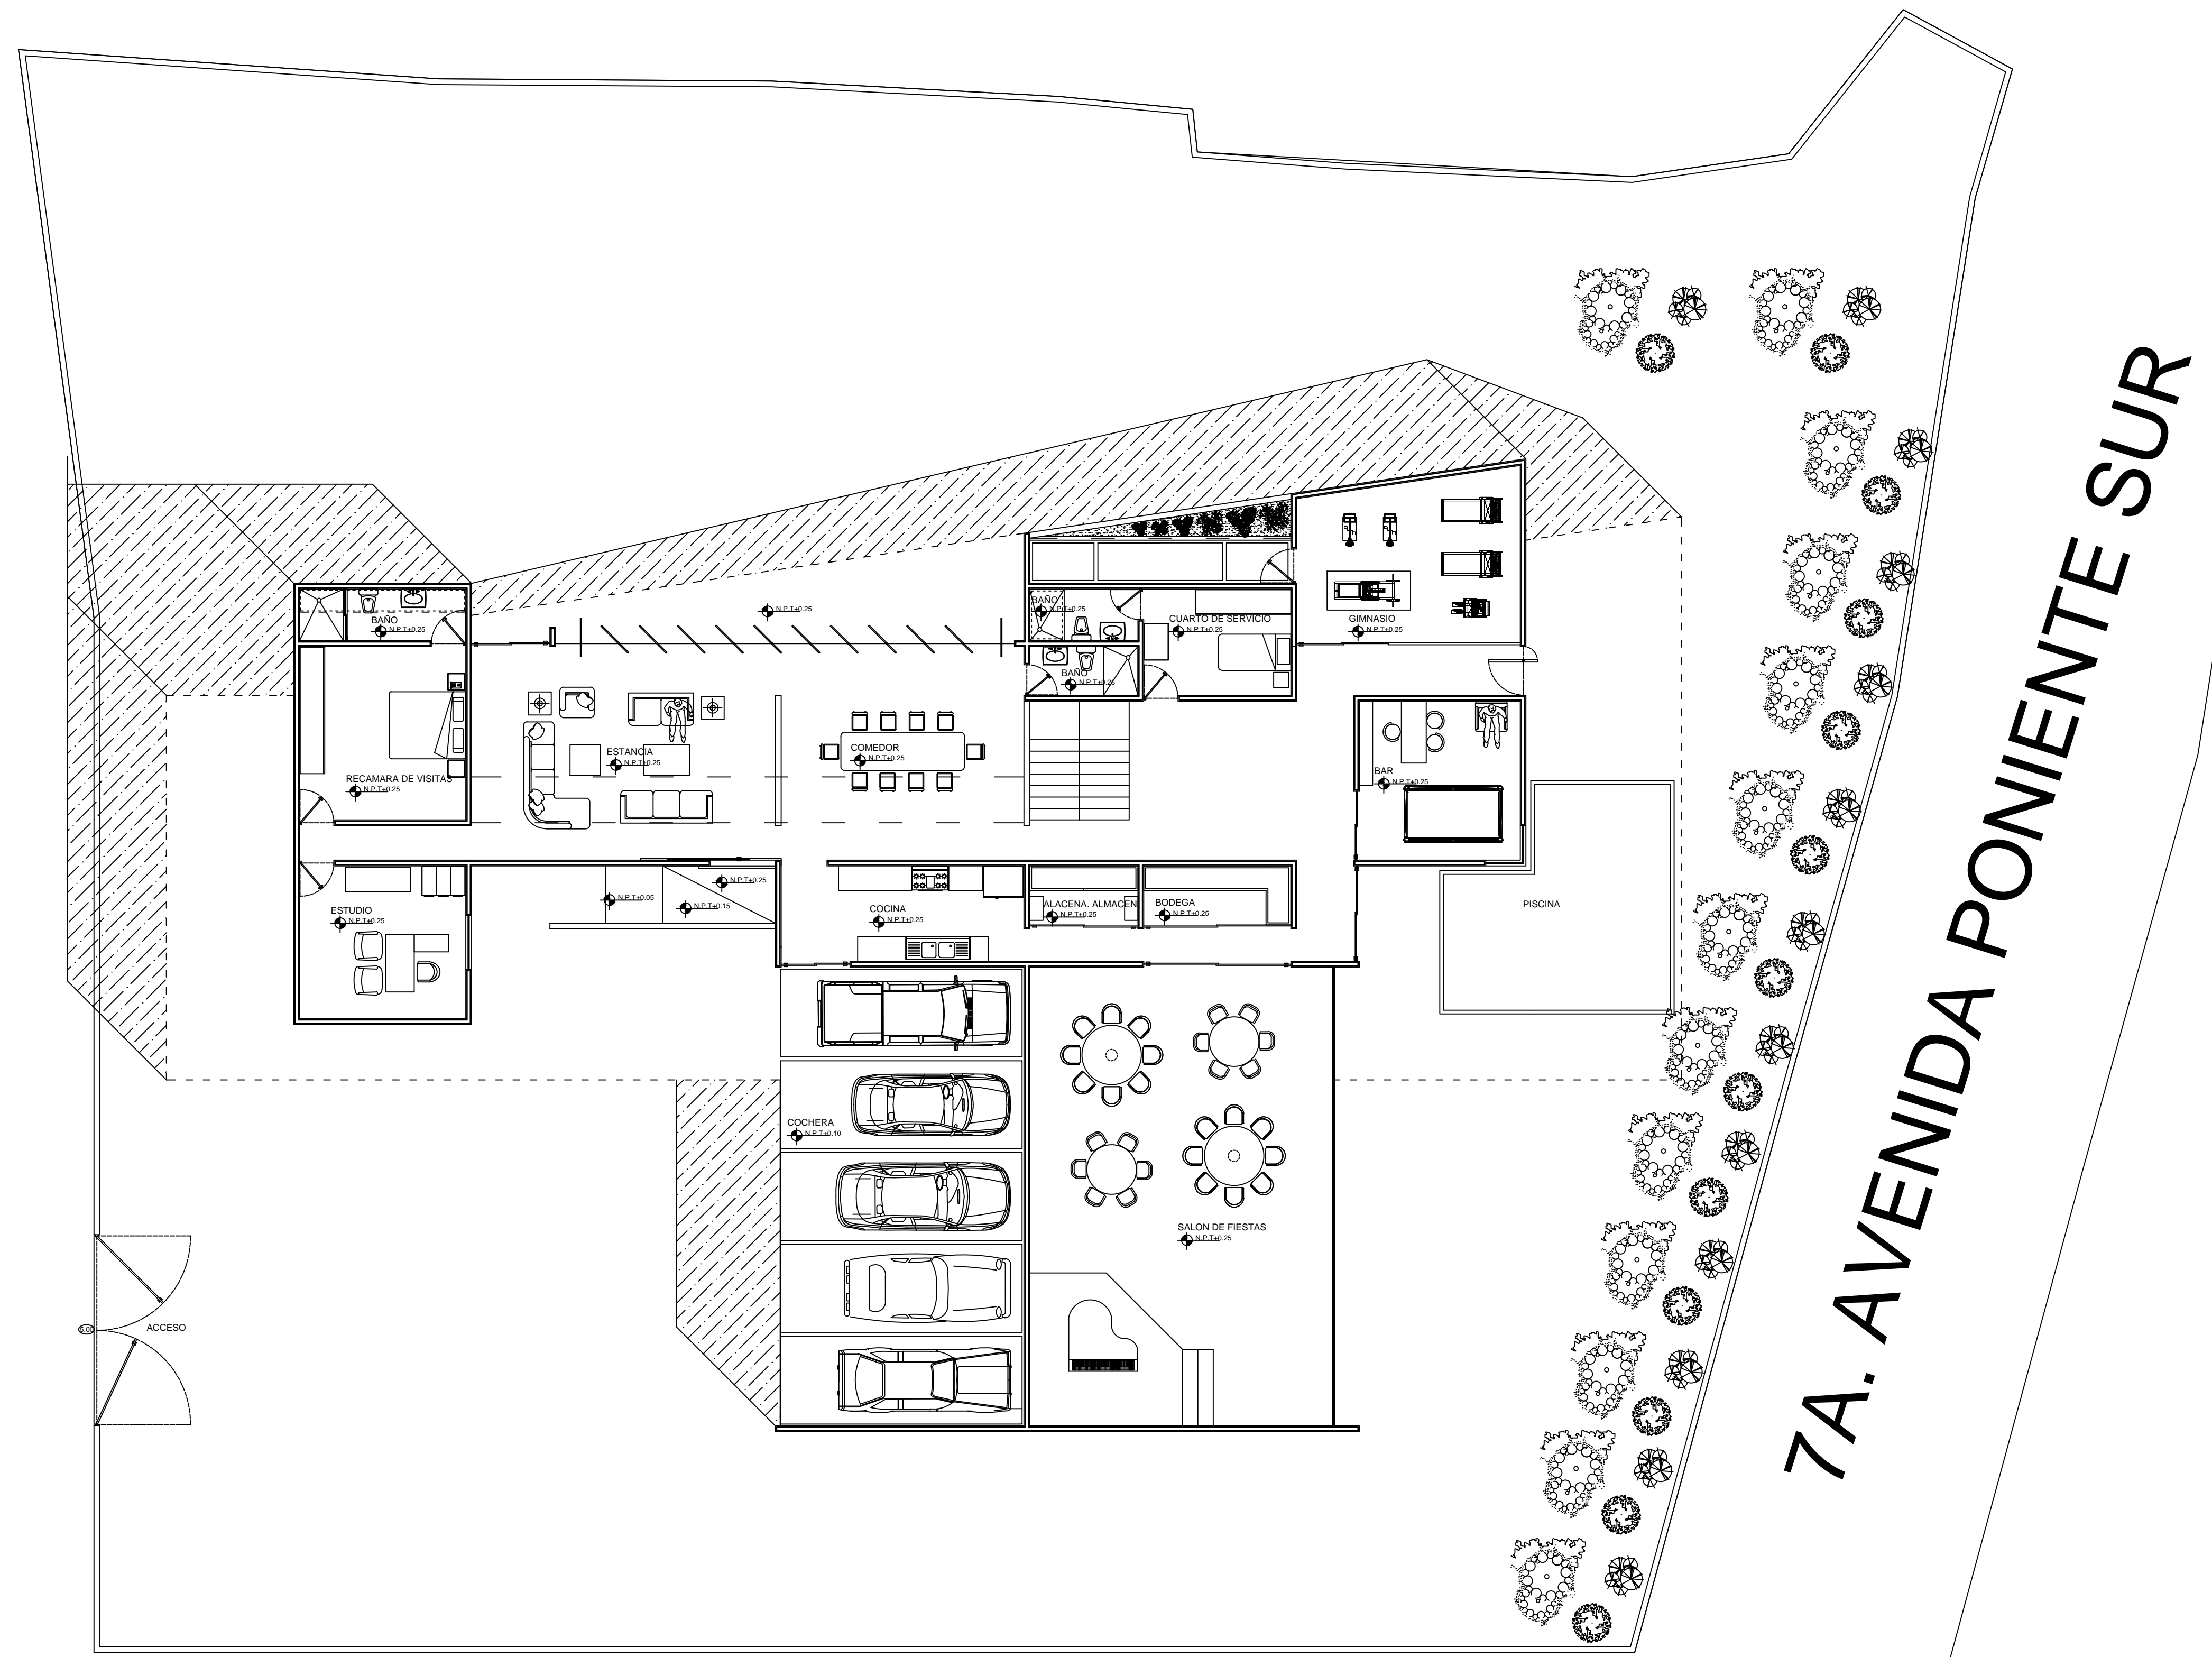 7A. AVENIDA PONIENTE SUR
N.P.T+0.25
BAÑO
N.P.T+0.25
BAÑO
N.P.T+0.25
CUARTO DE SERVICIO
N.P.T+0.25
GIMNASIO
N.P.T+0.25
BAÑO
N.P.T+0.25
RECAMARA DE VISITAS
N.P.T+0.25
ESTANCIA
N.P.T+0.25
COMEDOR
N.P.T+0.25
BAR
N.P.T+0.25
ESTUDIO
N.P.T+0.25
N.P.T+0.05
N.P.T+0.15
N.P.T+0.25
COCINA
N.P.T+0.25
ALACENA. ALMACEN
N.P.T+0.25
BODEGA
N.P.T+0.25
PISCINA
COCHERA
N.P.T+0.10
SALON DE FIESTAS
N.P.T+0.25
5.00
ACCESO